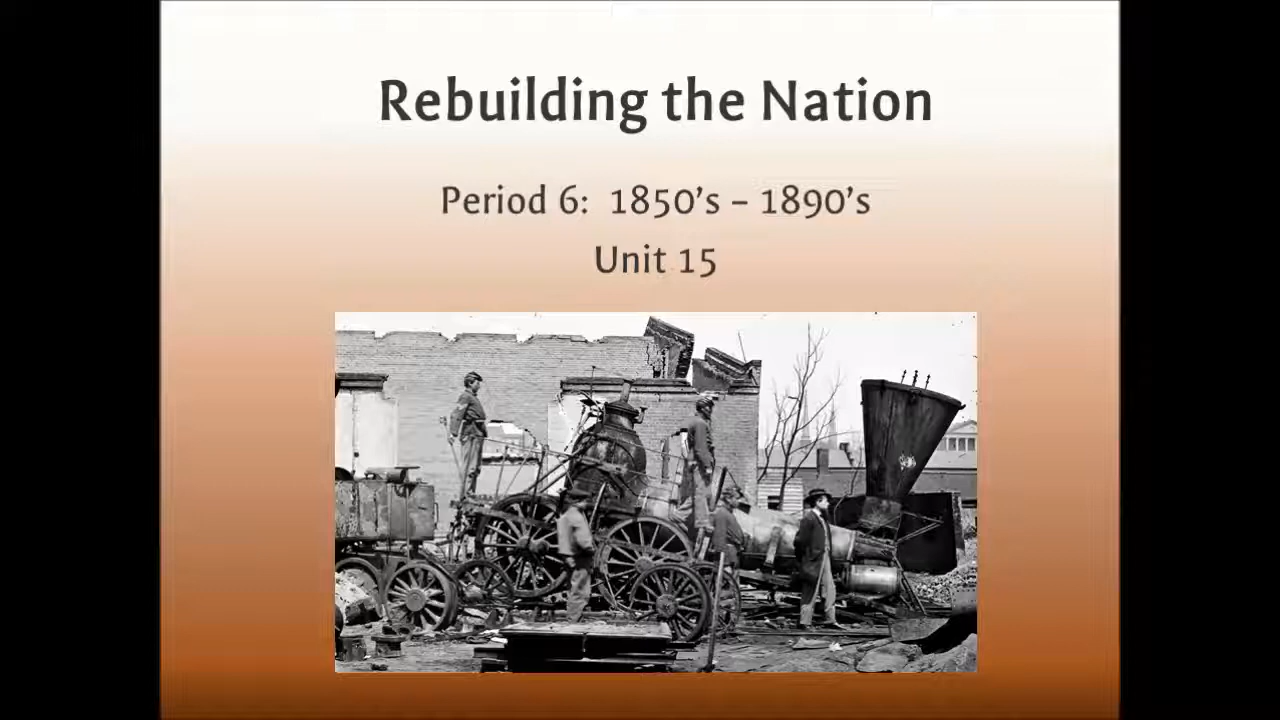 Rebuilding the Nation
Period 6:  1850’s – 1890’s
Unit 15